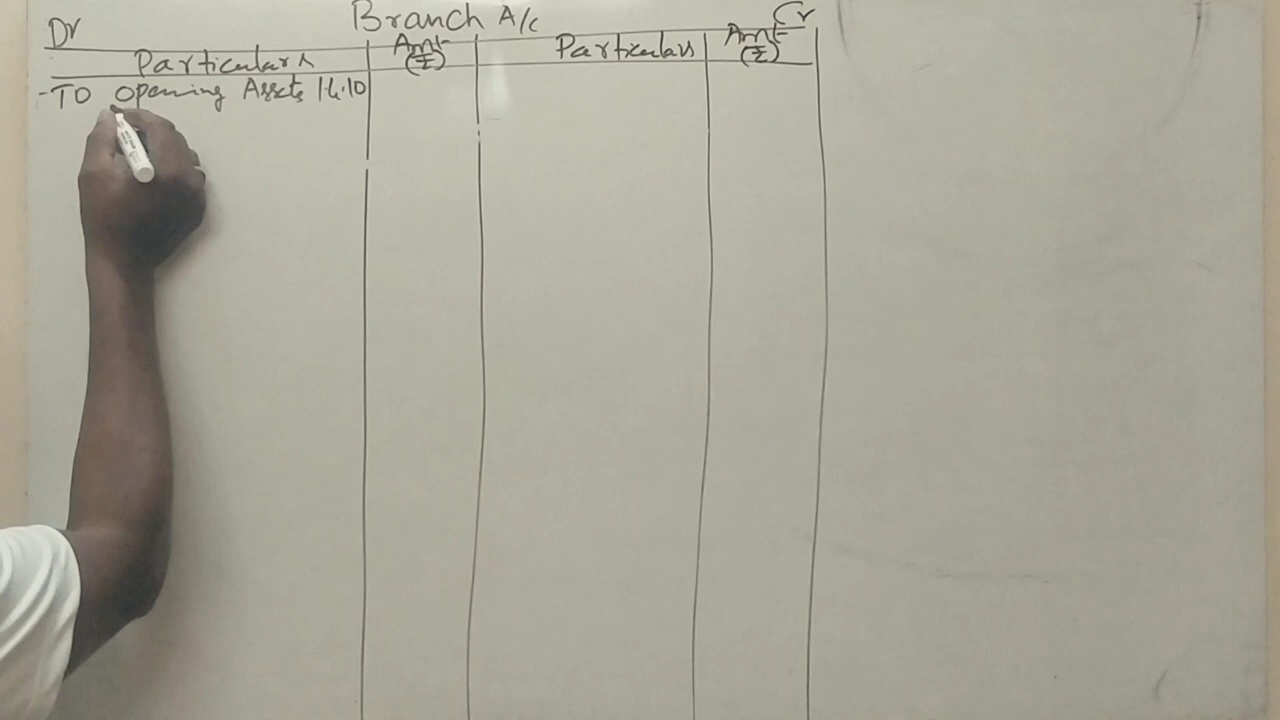 Branch A/c
Dr Cr
Particulars Amt (₹) Particulars Amt (₹)
-To Opening Assets 1.4.10